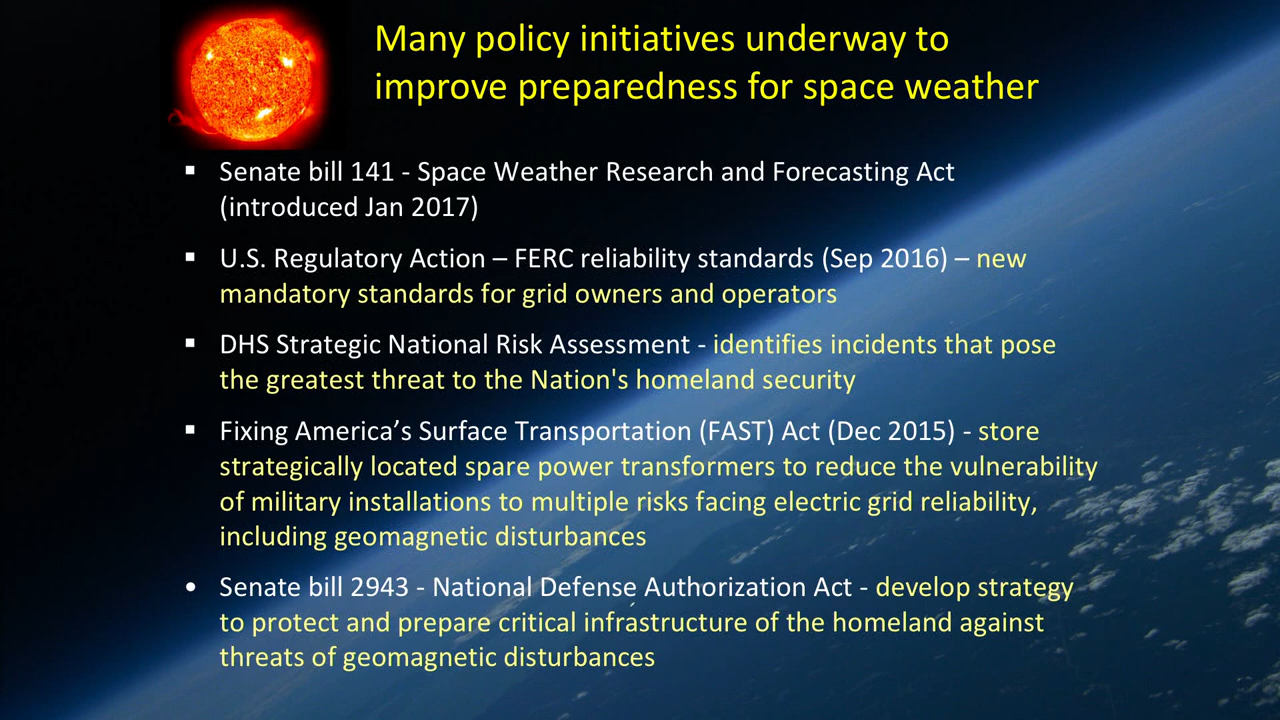 Many policy initiatives underway to
improve preparedness for space weather
▪ Senate bill 141 - Space Weather Research and Forecasting Act
(introduced Jan 2017)
▪ U.S. Regulatory Action – FERC reliability standards (Sep 2016) – new
mandatory standards for grid owners and operators
▪ DHS Strategic National Risk Assessment - identifies incidents that pose
the greatest threat to the Nation's homeland security
▪ Fixing America’s Surface Transportation (FAST) Act (Dec 2015) - store
strategically located spare power transformers to reduce the vulnerability
of military installations to multiple risks facing electric grid reliability,
including geomagnetic disturbances
• Senate bill 2943 - National Defense Authorization Act - develop strategy
to protect and prepare critical infrastructure of the homeland against
threats of geomagnetic disturbances